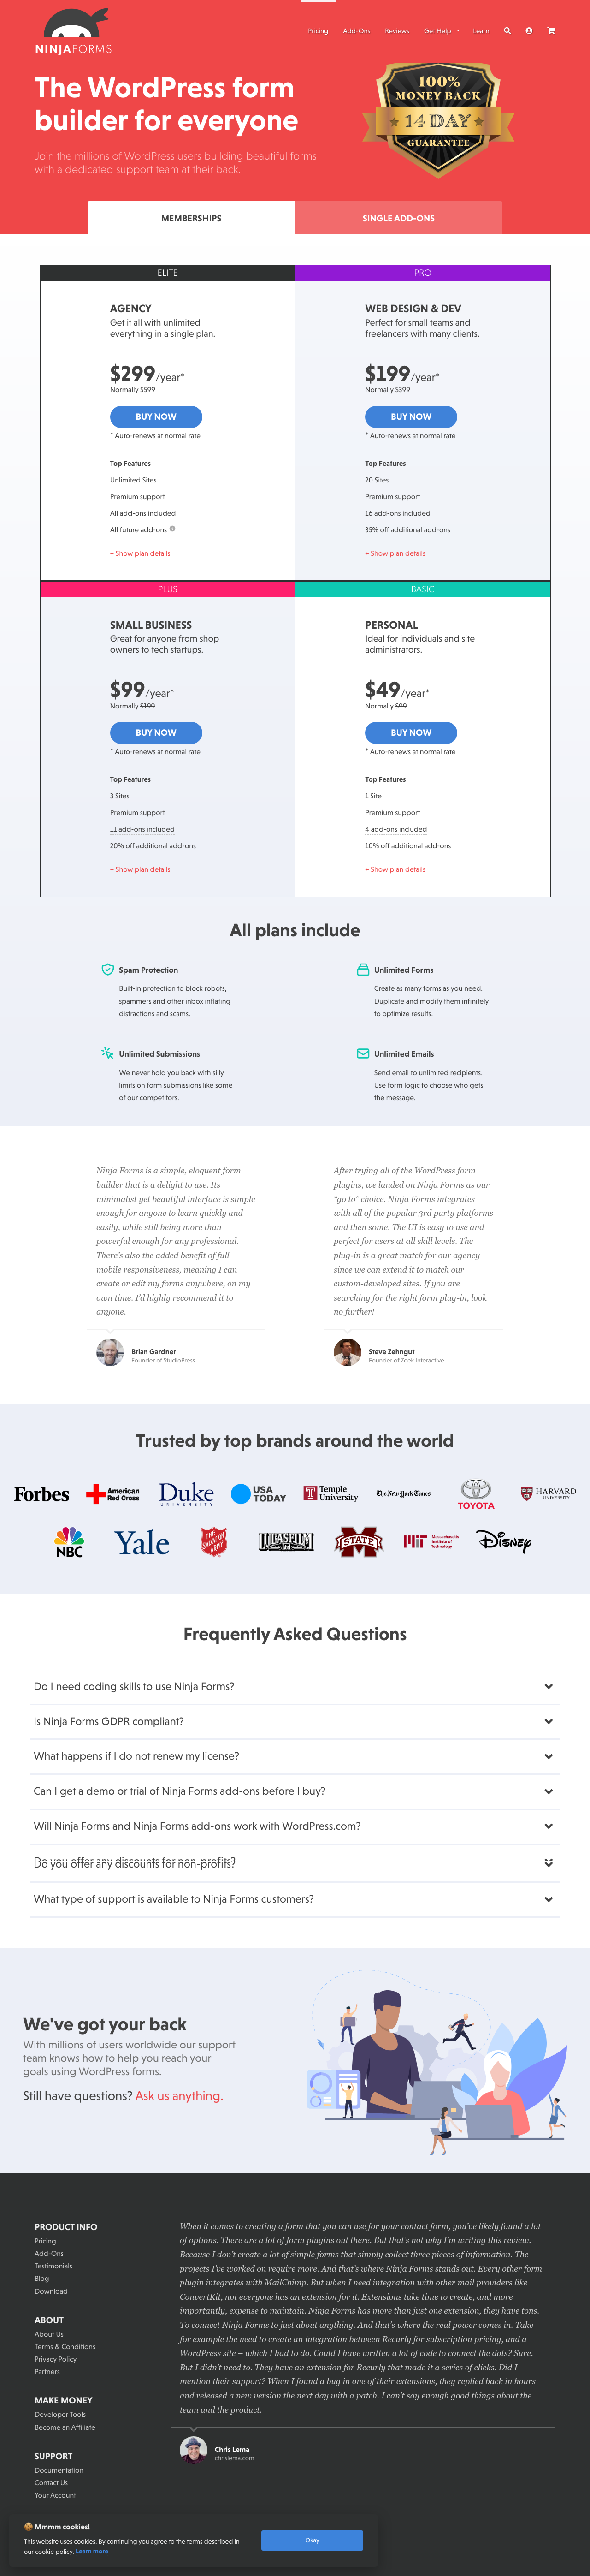 NINJAFORMS
Pricing
Add-Ons
Reviews
Get Help
Learn
The WordPress form
builder for everyone
Join the millions of WordPress users building beautiful forms
with a dedicated support team at their back.
100%
MONEY BACK
14 DAY
GUARANTEE
MEMBERSHIPS
SINGLE ADD-ONS
ELITE
AGENCY
Get it all with unlimited
everything in a single plan.
$299/year*
Normally $599
BUY NOW
* Auto-renews at normal rate
Top Features
Unlimited Sites
Premium support
All add-ons included
All future add-ons
+ Show plan details
PRO
WEB DESIGN & DEV
Perfect for small teams and
freelancers with many clients.
$199/year*
Normally $399
BUY NOW
* Auto-renews at normal rate
Top Features
20 Sites
Premium support
16 add-ons included
35% off additional add-ons
+ Show plan details
PLUS
SMALL BUSINESS
Great for anyone from shop
owners to tech startups.
$99/year*
Normally $199
BUY NOW
* Auto-renews at normal rate
Top Features
3 Sites
Premium support
11 add-ons included
20% off additional add-ons
+ Show plan details
BASIC
PERSONAL
Ideal for individuals and site
administrators.
$49/year*
Normally $99
BUY NOW
* Auto-renews at normal rate
Top Features
1 Site
Premium support
4 add-ons included
10% off additional add-ons
+ Show plan details
All plans include
Spam Protection
Built-in protection to block robots,
spammers and other inbox inflating
distractions and scams.
Unlimited Forms
Create as many forms as you need.
Duplicate and modify them infinitely
to optimize results.
Unlimited Submissions
We never hold you back with silly
limits on form submissions like some
of our competitors.
Unlimited Emails
Send email to unlimited recipients.
Use form logic to choose who gets
the message.
Ninja Forms is a simple, eloquent form
builder that is a delight to use. Its
minimalist yet beautiful interface is simple
enough for anyone to learn quickly and
easily, while still being more than
powerful enough for any professional.
There's also the added benefit of full
mobile responsiveness, meaning I can
create or edit my forms anywhere, on my
own time. I'd highly recommend it to
anyone.
Brian Gardner
Founder of StudioPress
After trying all of the WordPress form
plugins, we landed on Ninja Forms as our
"go to" choice. Ninja Forms integrates
with all of the popular 3rd party platforms
and then some. The UI is easy to use and
perfect for users at all skill levels. The
plug-in is a great match for our agency
since we can extend it to match our
custom-developed sites. If you are
searching for the right form plug-in, look
no further!
Steve Zehngut
Founder of Zeek Interactive
Trusted by top brands around the world
Forbes
American
Red Cross
Duke
UNIVERSITY
USA
TODAY
Temple
University
The New York Times
TOYOTA
HARVARD
UNIVERSITY
NBC
Yale
THE
SALVATION
ARMY
LUCASFILM
Ltd
STATE
MIT
Massachusetts
Institute of
Technology
Disney
Frequently Asked Questions
Do I need coding skills to use Ninja Forms?
Is Ninja Forms GDPR compliant?
What happens if I do not renew my license?
Can I get a demo or trial of Ninja Forms add-ons before I buy?
Will Ninja Forms and Ninja Forms add-ons work with WordPress.com?
Do you offer any discounts for non-profits?
What type of support is available to Ninja Forms customers?
We've got your back
With millions of users worldwide our support
team knows how to help you reach your
goals using WordPress forms.
Still have questions? Ask us anything.
PRODUCT INFO
Pricing
Add-Ons
Testimonials
Blog
Download
ABOUT
About Us
Terms & Conditions
Privacy Policy
Partners
MAKE MONEY
Developer Tools
Become an Affiliate
SUPPORT
Documentation
Contact Us
Your Account
When it comes to creating a form that you can use for your contact form, you've likely found a lot
of options. There are a lot of form plugins out there. But that's not why I'm writing this review.
Because I don't create a lot of simple forms that simply collect three pieces of information. The
projects I've worked on require more. And that's where Ninja Forms stands out. Every other form
plugin integrates with MailChimp. But when I need integration with other mail providers like
ConvertKit, not everyone has an extension for it. Extensions take time to create, and more
importantly, expense to maintain. Ninja Forms has more than just one extension, they have tons.
To connect Ninja Forms to just about anything. And that's where the real power comes in. Take
for example the need to create an integration between Recurly for subscription pricing, and a
WordPress site – which I had to do. Could I have written a lot of code to connect the dots? Sure.
But I didn't need to. They have an extension for Recurly that made it a series of clicks. Did I
mention their support? When I found a bug in one of their extensions, they replied back in hours
and released a new version the next day with a patch. I can't say enough good things about the
team and the product.
Chris Lema
chrislema.com
Mmmm cookies!
This website uses cookies. By continuing you agree to the terms described in
our cookie policy. Learn more
Okay